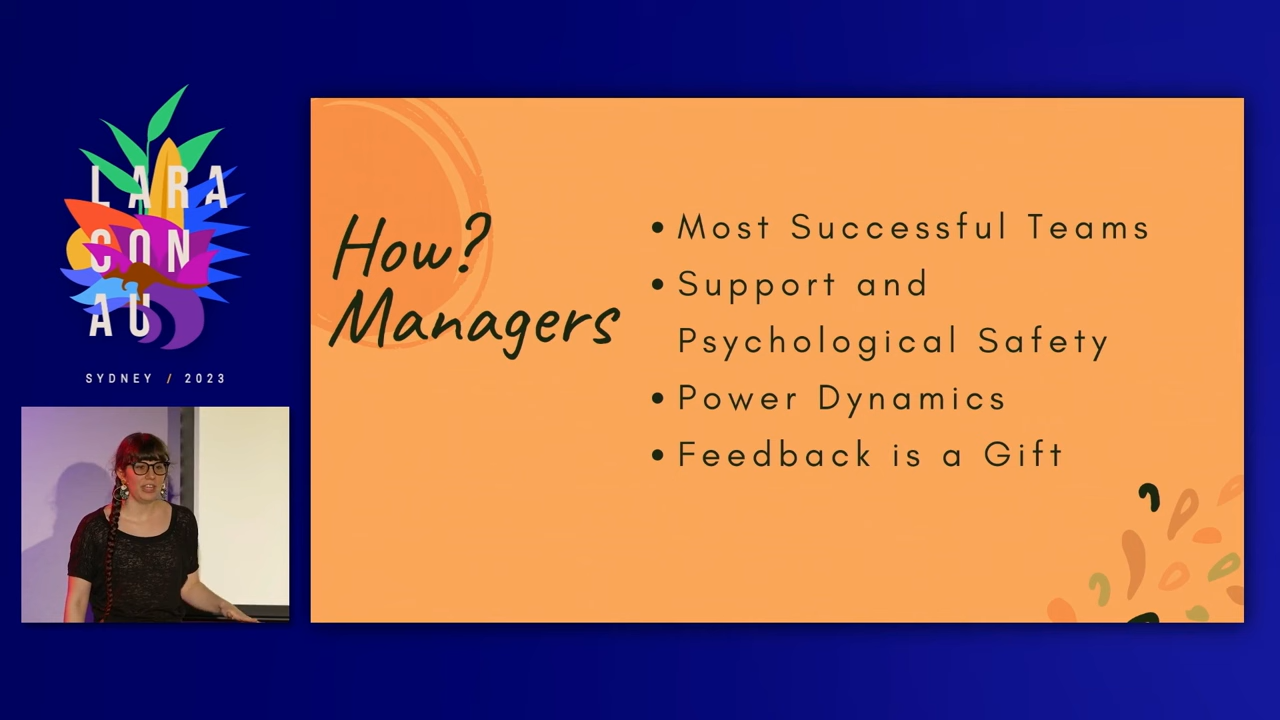 LARA
CON
AU
SYDNEY / 2023
How?
Managers
• Most Successful Teams
• Support and
Psychological Safety
• Power Dynamics
• Feedback is a Gift